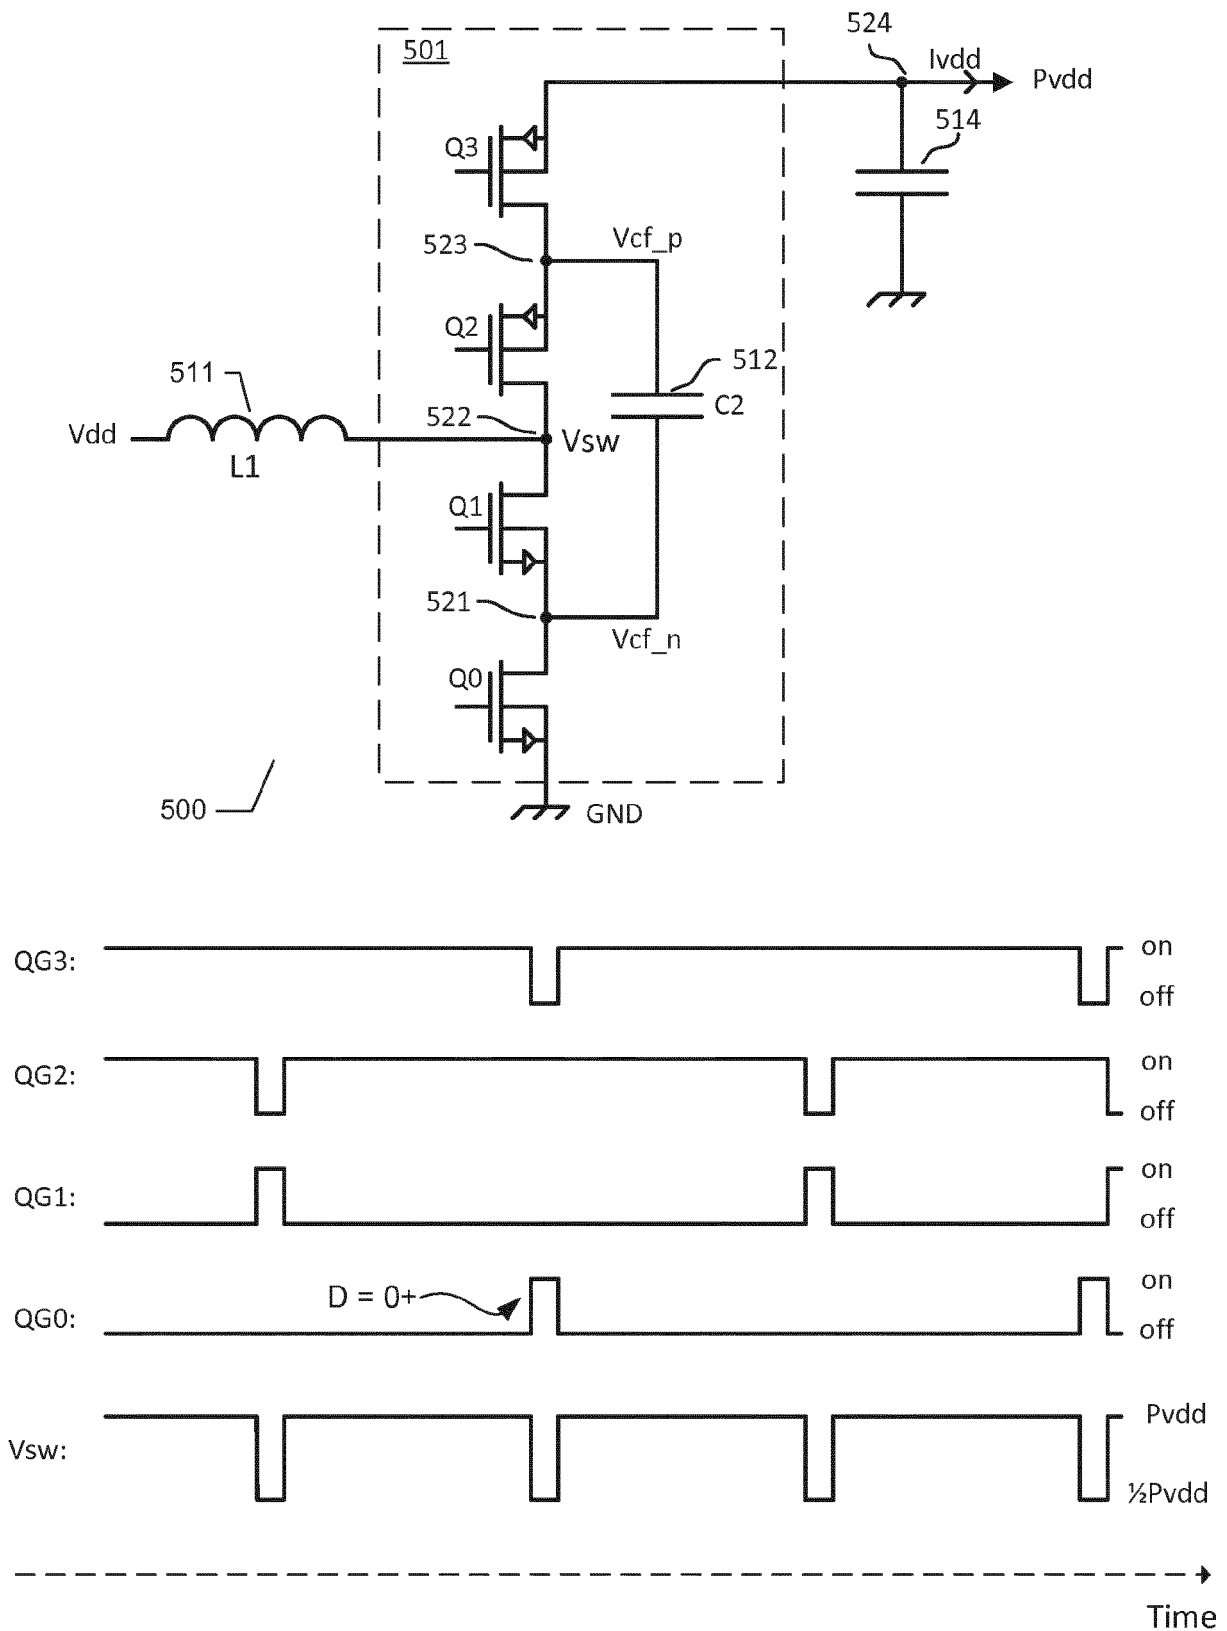 524
501
Ivdd
Pvdd
514
Q3
523
Vcf_p
Q2
511
512
C2
522
Vdd
Vsw
L1
Q1
521
Vcf_n
Q0
500
GND
QG3:
on
off
QG2:
on
off
QG1:
on
off
D = 0+
QG0:
on
off
Vsw:
Pvdd
½Pvdd
Time